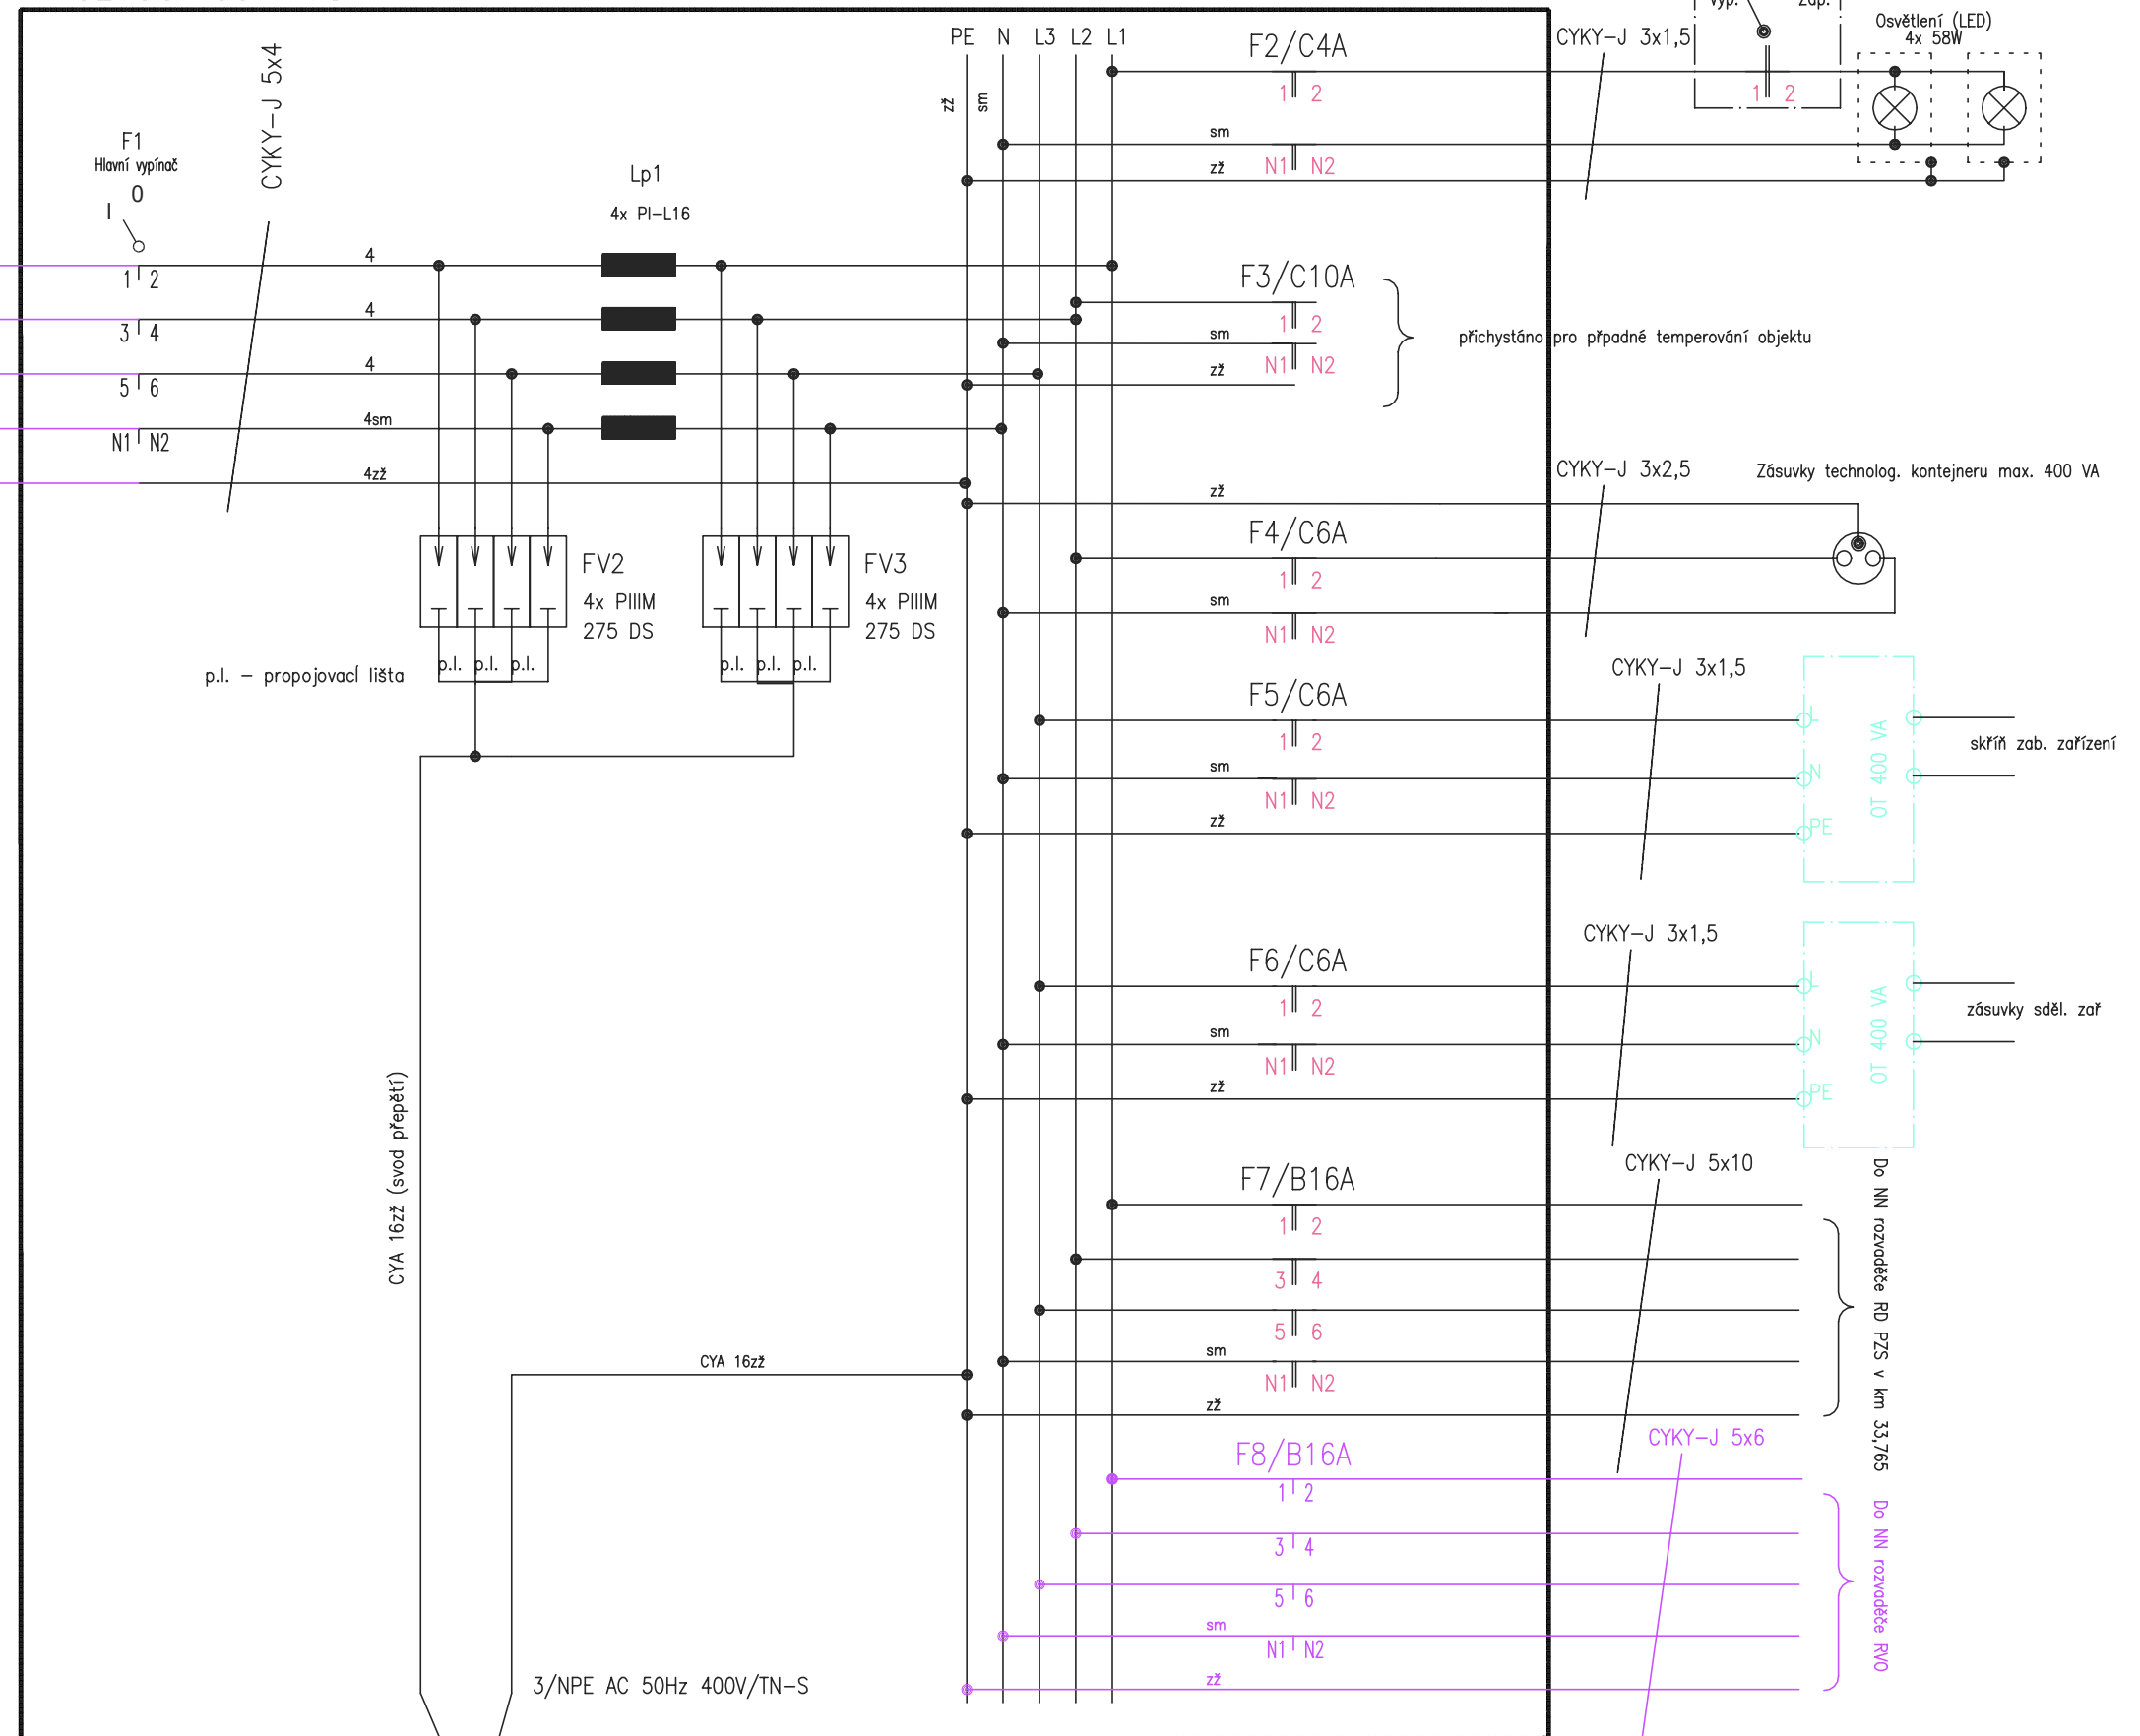 PE N L3 L2 L1
zž
sm
F1
Hlavní vypínač
0
I
1 2
3 4
5 6
N1 N2
CYKY-J 5x4
4
4
4
4sm
4zž
Lp1
4x PI-L16
FV2
4x PIIIM
275 DS
FV3
4x PIIIM
275 DS
p.l. p.l. p.l.
p.l. p.l. p.l.
p.l. – propojovací lišta
CYA 16zž (svod přepětí)
CYA 16zž
3/NPE AC 50Hz 400V/TN-S
F2/C4A
1 2
sm
N1 N2
zž
CYKY-J 3x1,5
Vyp. Zap.
1 2
Osvětlení (LED)
4x 58W
F3/C10A
1 2
sm
N1 N2
zž
přichystáno pro přpadné temperování objektu
CYKY-J 3x2,5
Zásuvky technolog. kontejneru max. 400 VA
zž
F4/C6A
1 2
sm
N1 N2
CYKY-J 3x1,5
F5/C6A
1 2
sm
N1 N2
zž
L
N
PE
OT 400 VA
skříň zab. zařízení
CYKY-J 3x1,5
F6/C6A
1 2
sm
N1 N2
zž
L
N
PE
OT 400 VA
zásuvky sděl. zař
CYKY-J 5x10
F7/B16A
1 2
3 4
5 6
sm
N1 N2
zž
Do NN rozvaděče RD PZS v km 33,765
CYKY-J 5x6
F8/B16A
1 2
3 4
5 6
sm
N1 N2
zž
Do NN rozvaděče RVO